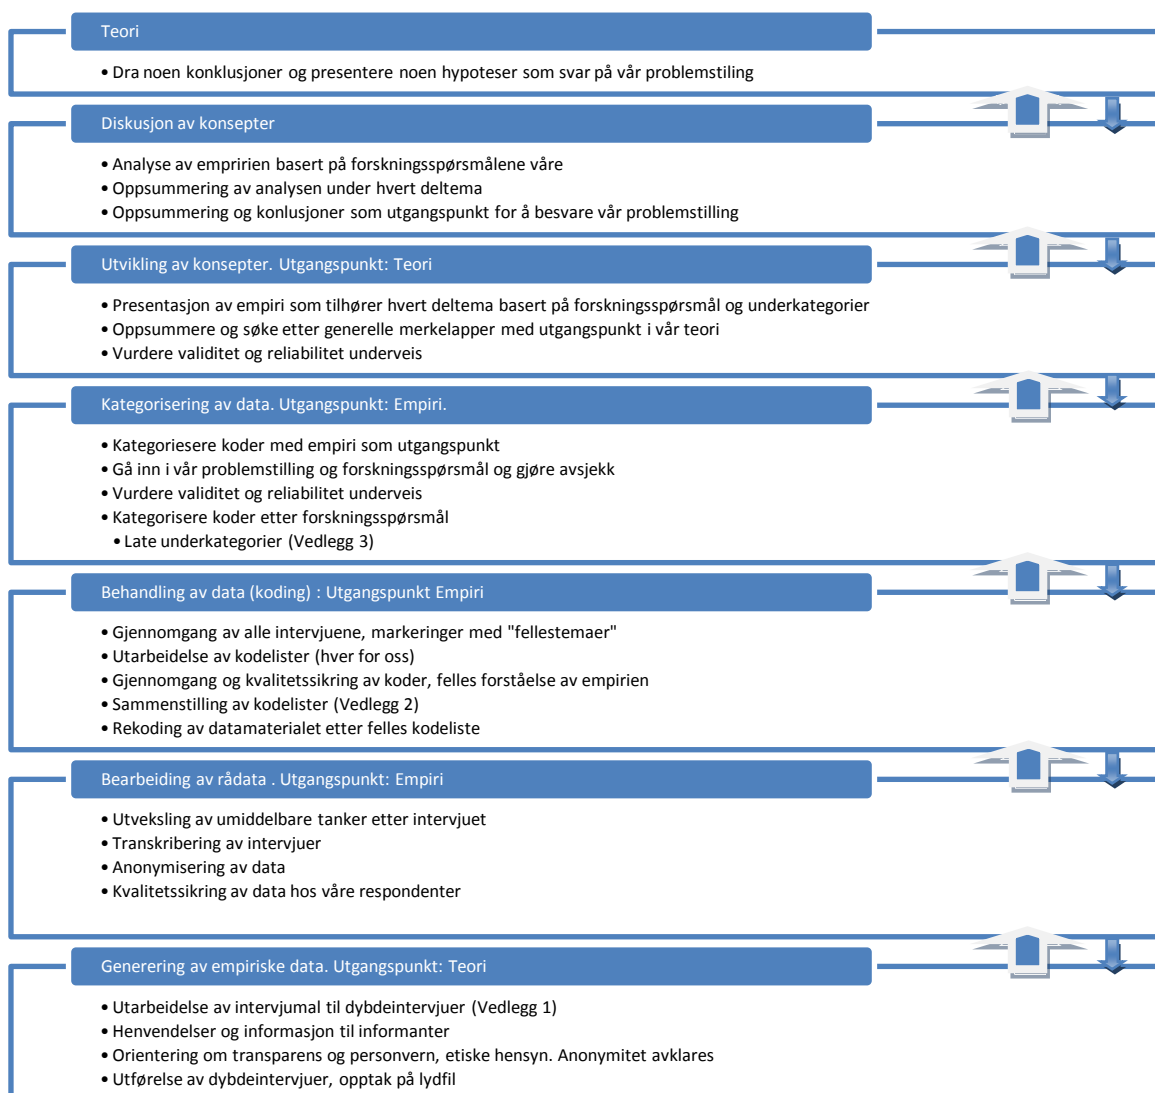 Teori
• Dra noen konklusjoner og presentere noen hypoteser som svar på vår problemstiling
Diskusjon av konsepter
• Analyse av empririen basert på forskningsspørsmålene våre
• Oppsummering av analysen under hvert deltema
• Oppsummering og konlusjoner som utgangspunkt for å besvare vår problemstilling
Utvikling av konsepter. Utgangspunkt: Teori
• Presentasjon av empiri som tilhører hvert deltema basert på forskningsspørsmål og underkategorier
• Oppsummere og søke etter generelle merkelapper med utgangspunkt i vår teori
• Vurdere validitet og reliabilitet underveis
Kategorisering av data. Utgangspunkt: Empiri.
• Kategoriesere koder med empiri som utgangspunkt
• Gå inn i vår problemstilling og forskningsspørsmål og gjøre avsjekk
• Vurdere validitet og reliabilitet underveis
• Kategorisere koder etter forskningsspørsmål
• Late underkategorier (Vedlegg 3)
Behandling av data (koding) : Utgangspunkt Empiri
• Gjennomgang av alle intervjuene, markeringer med "fellestemaer"
• Utarbeidelse av kodelister (hver for oss)
• Gjennomgang og kvalitetssikring av koder, felles forståelse av empirien
• Sammenstilling av kodelister (Vedlegg 2)
• Rekoding av datamaterialet etter felles kodeliste
Bearbeiding av rådata . Utgangspunkt: Empiri
• Utveksling av umiddelbare tanker etter intervjuet
• Transkribering av intervjuer
• Anonymisering av data
• Kvalitetssikring av data hos våre respondenter
Generering av empiriske data. Utgangspunkt: Teori
• Utarbeidelse av intervjumal til dybdeintervjuer (Vedlegg 1)
• Henvendelser og informasjon til informanter
• Orientering om transparens og personvern, etiske hensyn. Anonymitet avklares
• Utførelse av dybdeintervjuer, opptak på lydfil